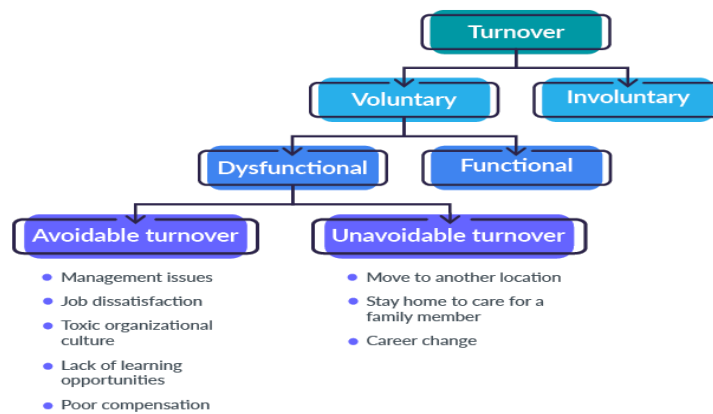 Turnover
Voluntary
Involuntary
Dysfunctional
Functional
Avoidable turnover
Unavoidable turnover
Management issues
Job dissatisfaction
Toxic organizational
culture
Lack of learning
opportunities
Poor compensation
Move to another location
Stay home to care for a
family member
Career change